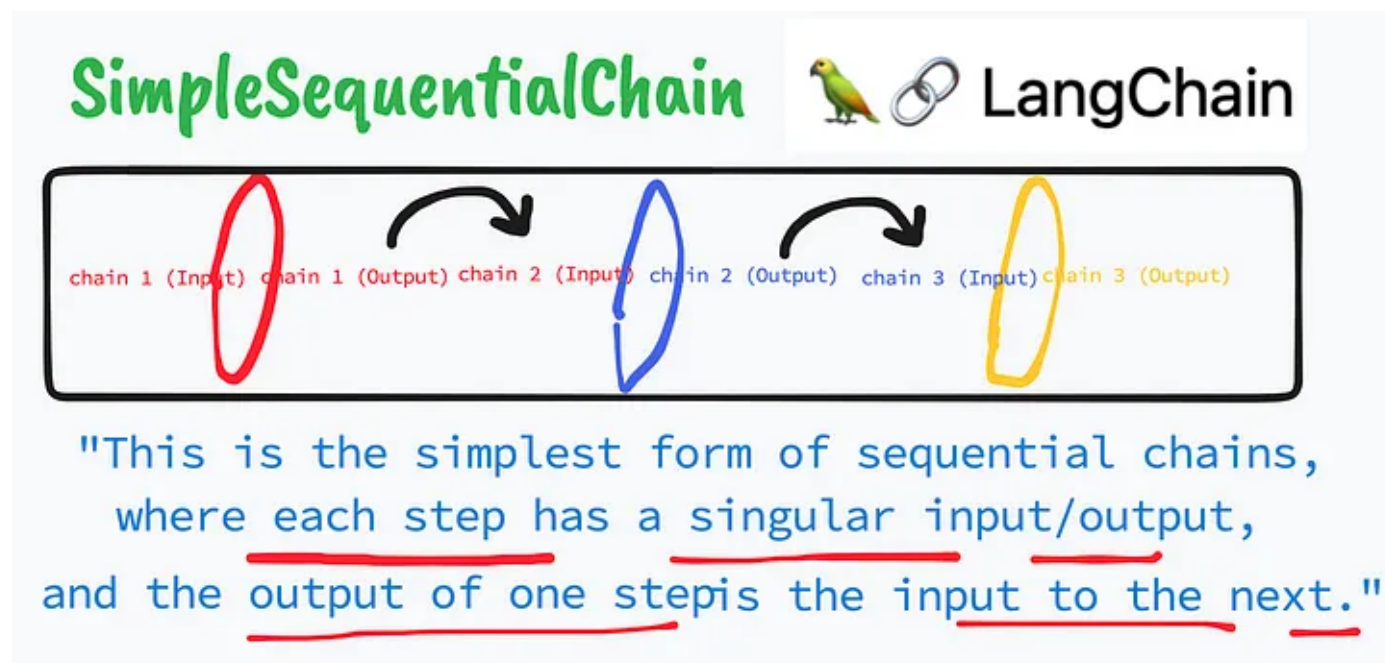 SimpleSequentialChain
LangChain
chain 1 (Input) chain 1 (Output) chain 2 (Input) chain 2 (Output) chain 3 (Input) chain 3 (Output)
"This is the simplest form of sequential chains,
where each step has a singular input/output,
and the output of one step is the input to the next."